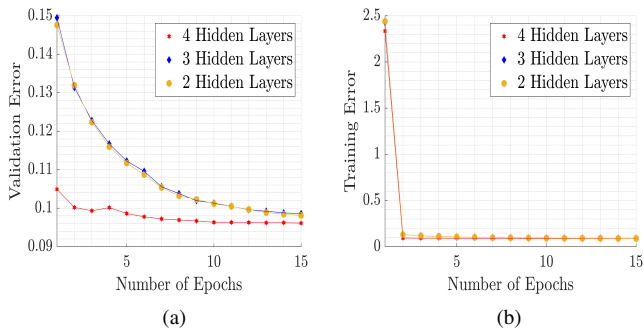 0.15
0.14
0.13
0.12
0.11
0.1
0.09
Validation Error
4 Hidden Layers
3 Hidden Layers
2 Hidden Layers
5
10
15
Number of Epochs
(a)
2.5
2
1.5
1
0.5
0
Training Error
4 Hidden Layers
3 Hidden Layers
2 Hidden Layers
5
10
15
Number of Epochs
(b)